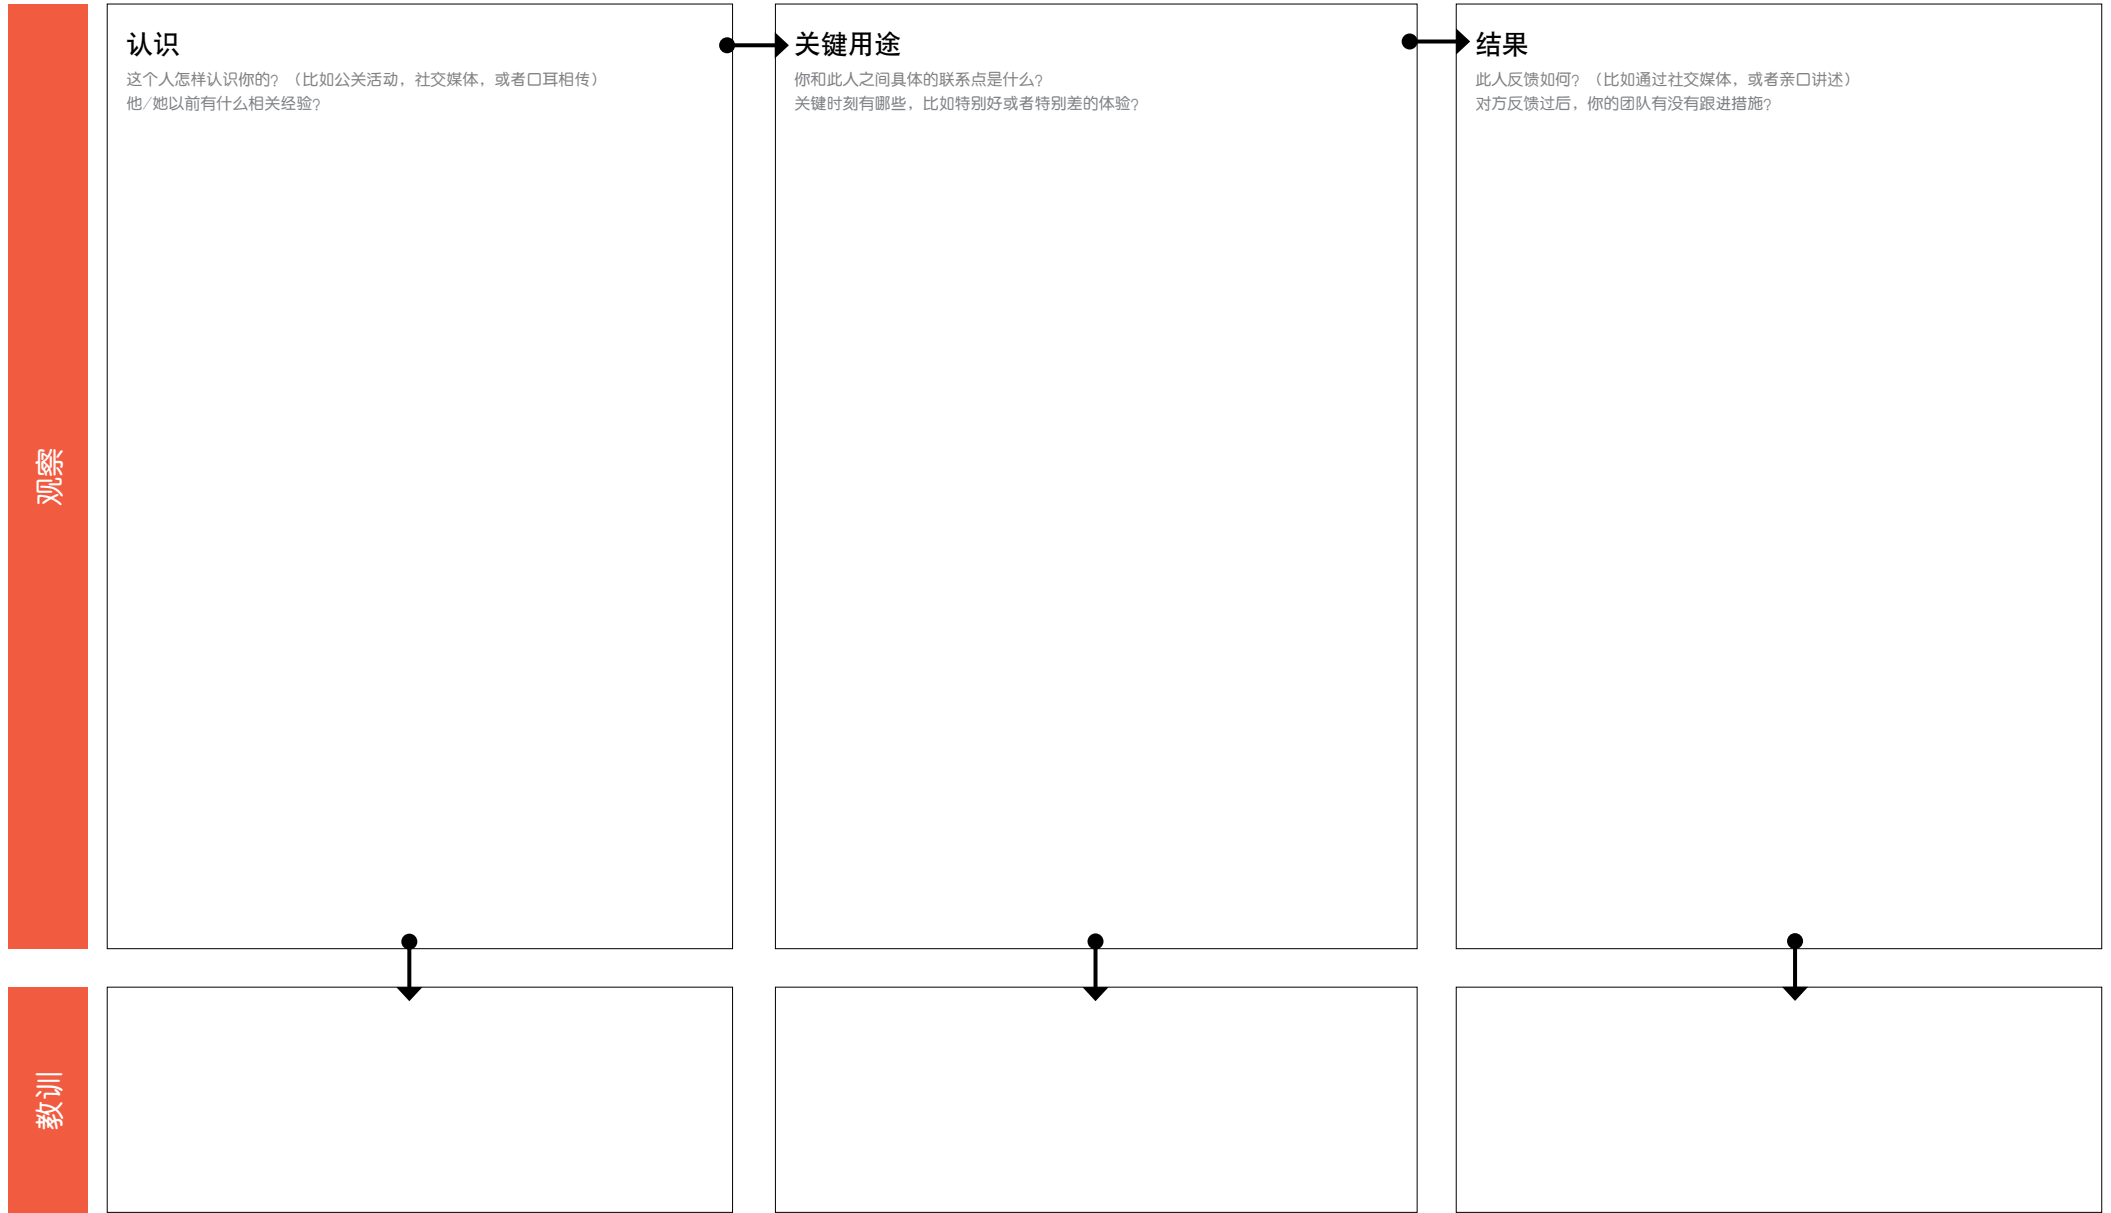 观察
认识
这个人怎样认识你的？（比如公关活动，社交媒体，或者口耳相传）
他/她以前有什么相关经验？
关键用途
你和此人之间具体的联系点是什么？
关键时刻有哪些，比如特别好或者特别差的体验？
结果
此人反馈如何？（比如通过社交媒体，或者亲口讲述）
对方反馈过后，你的团队有没有跟进措施？
教训